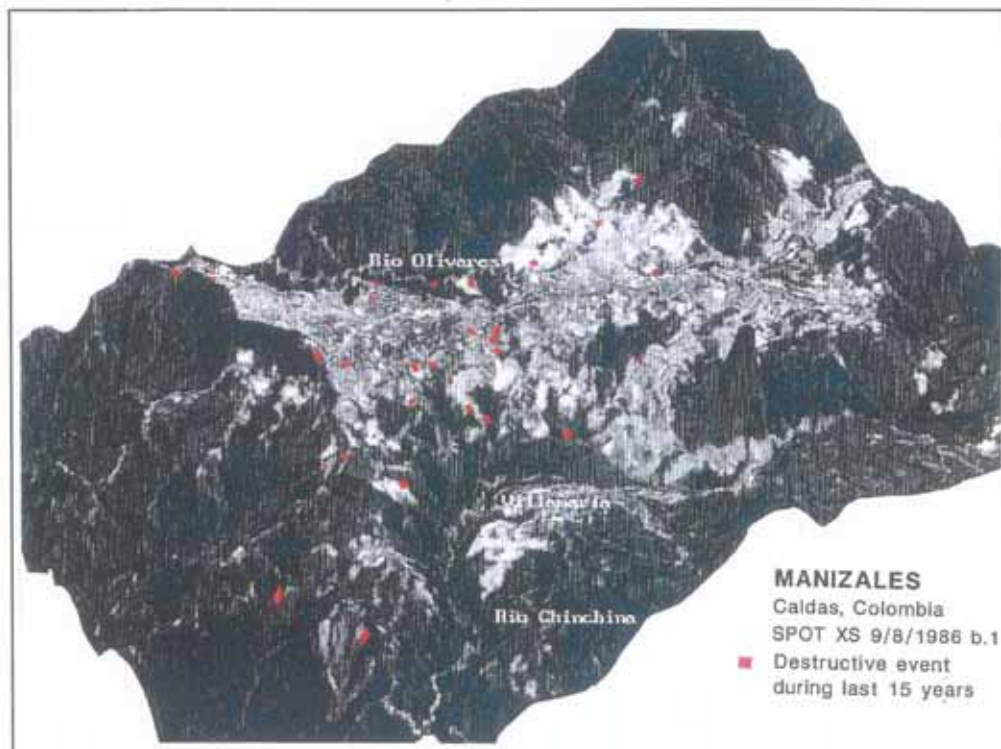 Rio Olivares
Villamaria
Rio Chinchina
MANIZALES
Caldas, Colombia
SPOT XS 9/8/1986 b.1
Destructive event
during last 15 years